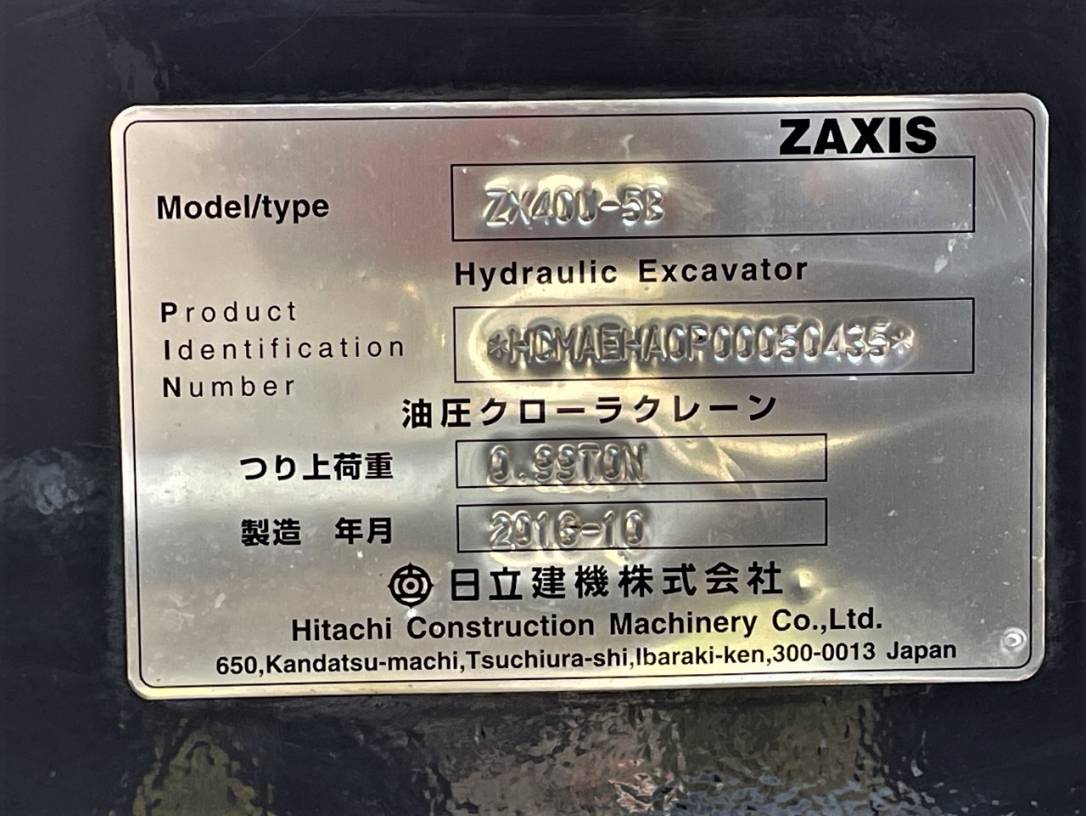 ZAXIS
Model/type ZX40U-5B
Hydraulic Excavator
Product
Identification *HCMAEHA0P00050435*
Number
油圧クローラクレーン
つり上荷重 0.99TON
製造 年月 2016-10
日立建機株式会社
Hitachi Construction Machinery Co.,Ltd.
650,Kandatsu-machi,Tsuchiura-shi,Ibaraki-ken,300-0013 Japan